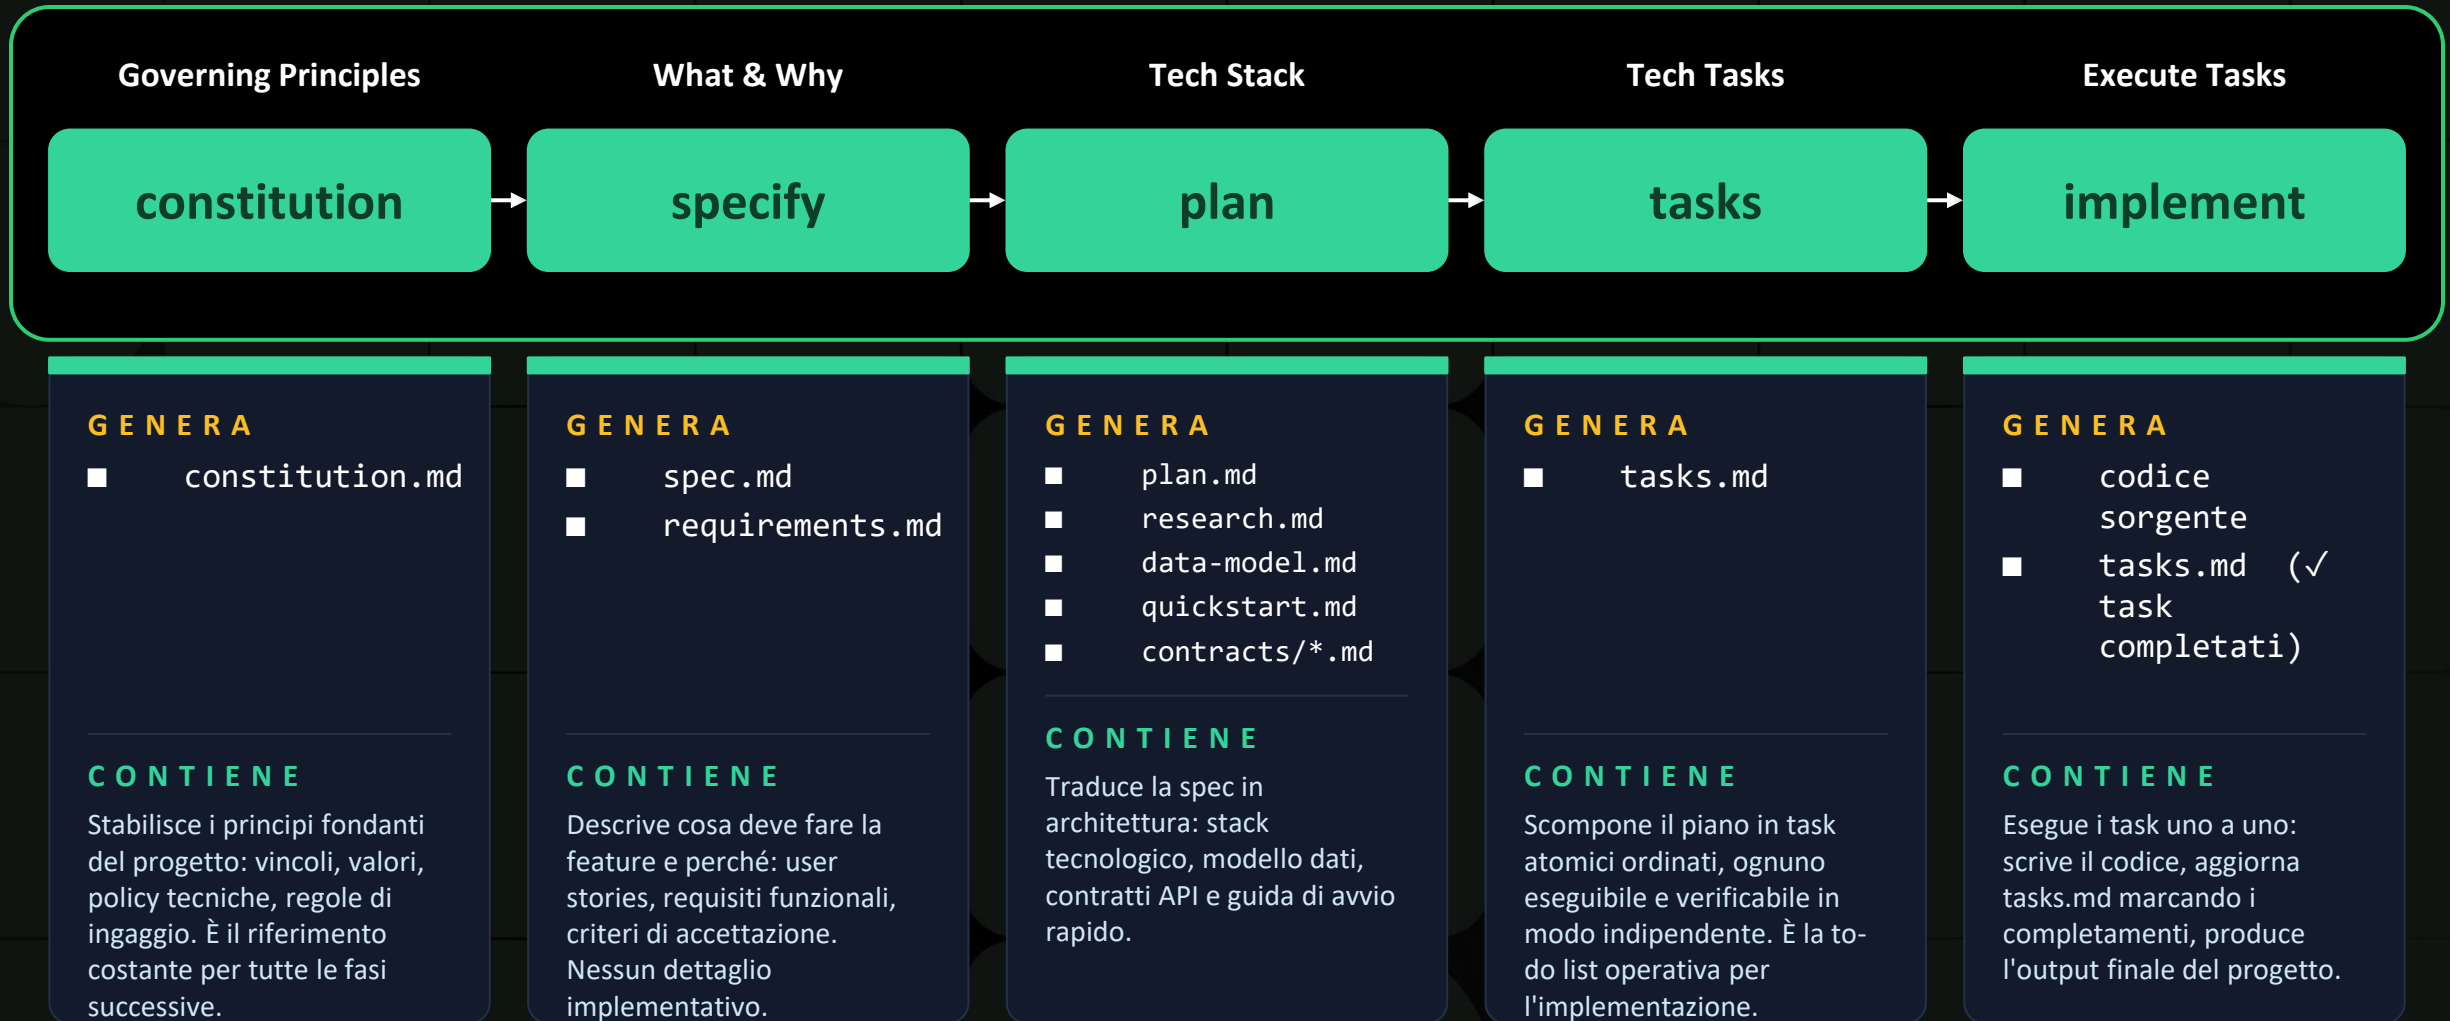 Governing Principles
What & Why
Tech Stack
Tech Tasks
Execute Tasks
constitution
specify
plan
tasks
implement
GENERA
■ constitution.md
CONTIENE
Stabilisce i principi fondanti
del progetto: vincoli, valori,
policy tecniche, regole di
ingaggio. È il riferimento
costante per tutte le fasi
successive.
GENERA
■ spec.md
■ requirements.md
CONTIENE
Descrive cosa deve fare la
feature e perché: user
stories, requisiti funzionali,
criteri di accettazione.
Nessun dettaglio
implementativo.
GENERA
■ plan.md
■ research.md
■ data-model.md
■ quickstart.md
■ contracts/*.md
CONTIENE
Traduce la spec in
architettura: stack
tecnologico, modello dati,
contratti API e guida di avvio
rapido.
GENERA
■ tasks.md
CONTIENE
Scompone il piano in task
atomici ordinati, ognuno
eseguibile e verificabile in
modo indipendente. È la to-
do list operativa per
l'implementazione.
GENERA
■ codice
sorgente
■ tasks.md (✓
task
completati)
CONTIENE
Esegue i task uno a uno:
scrive il codice, aggiorna
tasks.md marcando i
completamenti, produce
l'output finale del progetto.